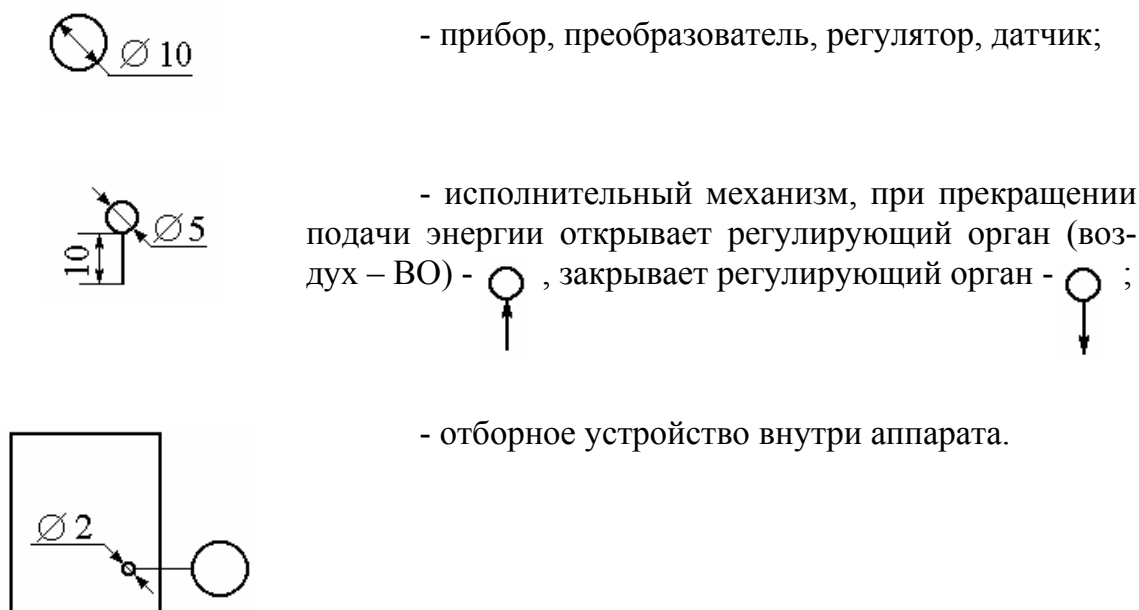 ∅ 10
- прибор, преобразователь, регулятор, датчик;
∅ 5
10
- исполнительный механизм, при прекращении
подачи энергии открывает регулирующий орган (воз-
дух – ВО) - , закрывает регулирующий орган - ;
- отборное устройство внутри аппарата.
∅ 2